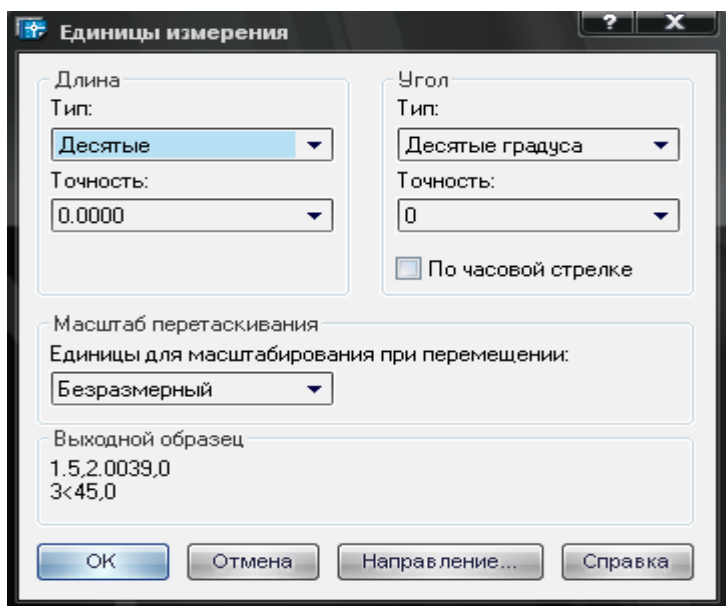 Единицы измерения
? X
Длина
Тип:
Десятые
Точность:
0.0000
Угол
Тип:
Десятые градуса
Точность:
0
По часовой стрелке
Масштаб перетаскивания
Единицы для масштабирования при перемещении:
Безразмерный
Выходной образец
1.5,2.0039,0
3<45,0
OK
Отмена
Направление...
Справка